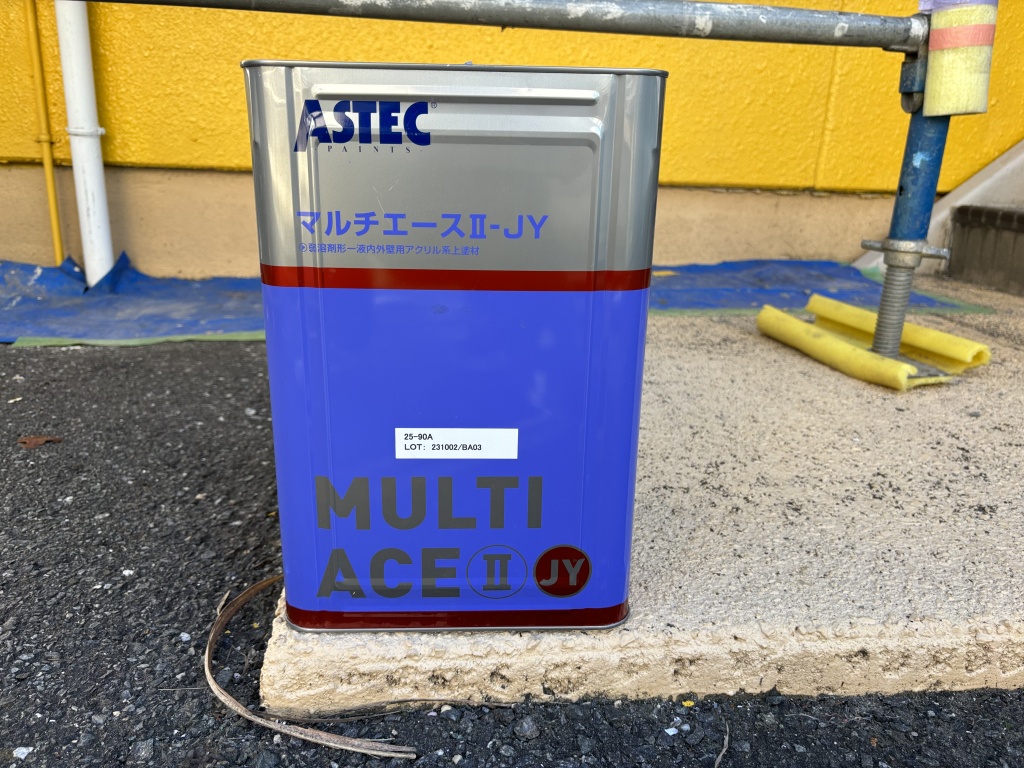 ASTEC®
PAINTS
マルチエースⅡ-JY
弱溶剤形一液内外壁用アクリル系上塗材
25-90A
LOT: 231002/BA03
MULTI
ACE Ⅱ JY